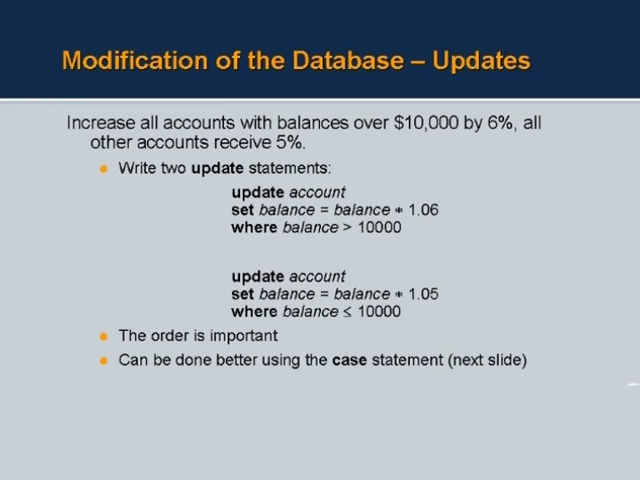 Modification of the Database – Updates
Increase all accounts with balances over $10,000 by 6%, all
other accounts receive 5%.
● Write two update statements:
update account
set balance = balance ∗ 1.06
where balance > 10000
update account
set balance = balance ∗ 1.05
where balance ≤ 10000
● The order is important
● Can be done better using the case statement (next slide)